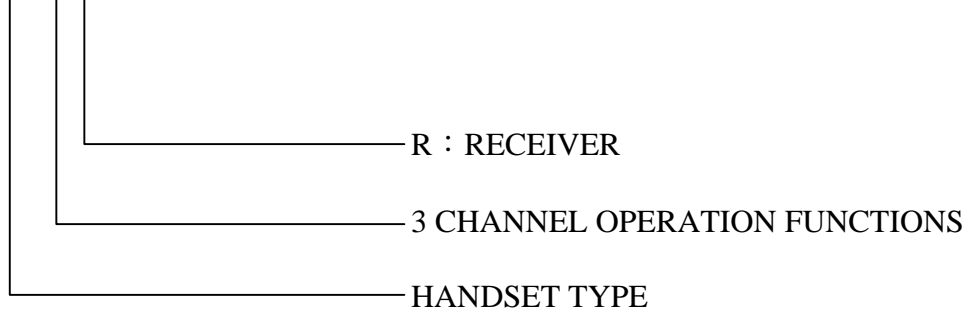 R：RECEIVER
3 CHANNEL OPERATION FUNCTIONS
HANDSET TYPE